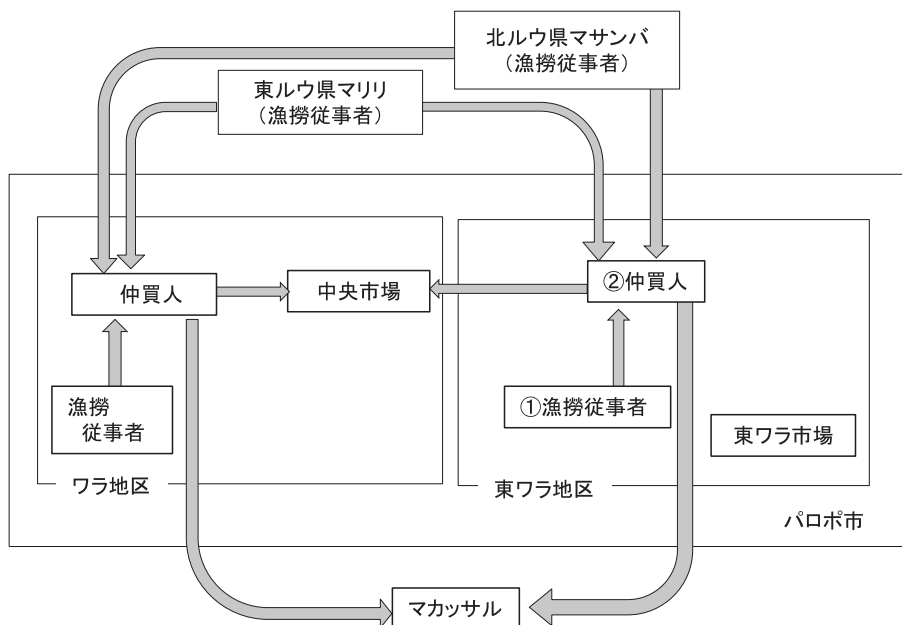 北ルウ県マサンバ
（漁撈従事者）
東ルウ県マリリ
（漁撈従事者）
仲買人
中央市場
②仲買人
漁撈
従事者
①漁撈従事者
東ワラ市場
ワラ地区
東ワラ地区
パロポ市
マカッサル